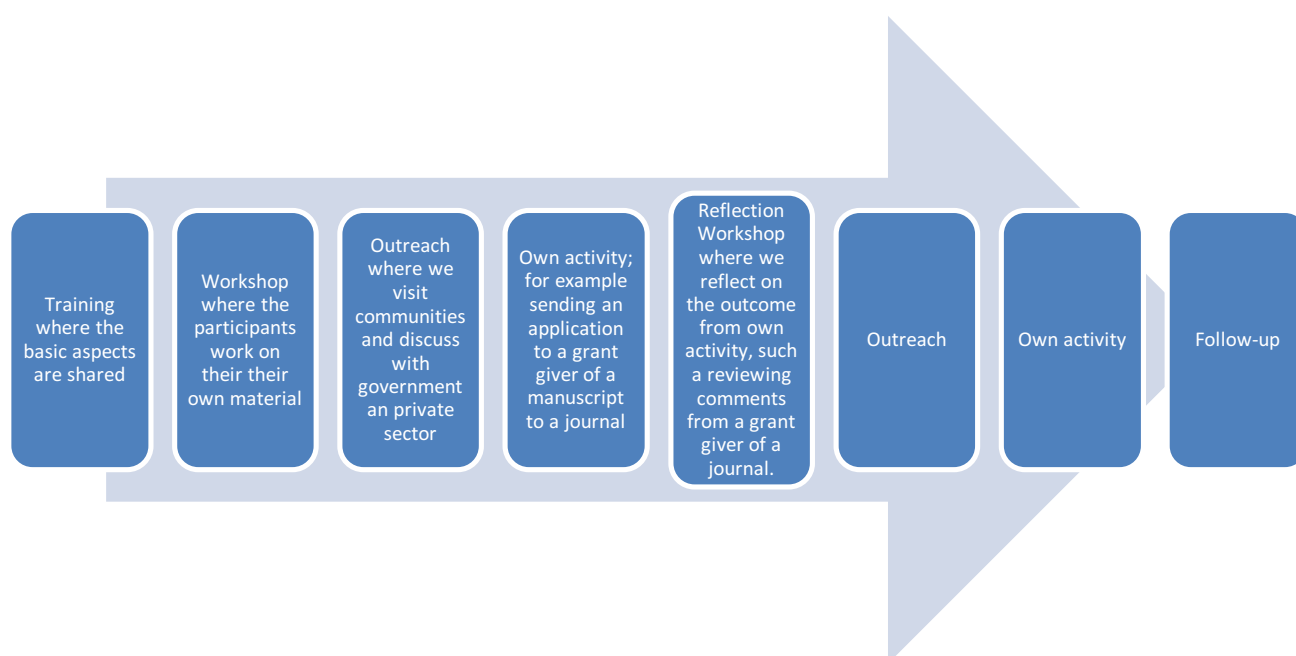 Training
where the
basic aspects
are shared
Workshop
where the
participants
work on
their their
own material
Outreach
where we
visit
communities
and discuss
with
government
an private
sector
Own activity;
for example
sending an
application
to a grant
giver of a
manuscript
to a journal
Reflection
Workshop
where we
reflect on
the outcome
from own
activity, such
a reviewing
comments
from a grant
giver of a
journal.
Outreach
Own activity
Follow-up